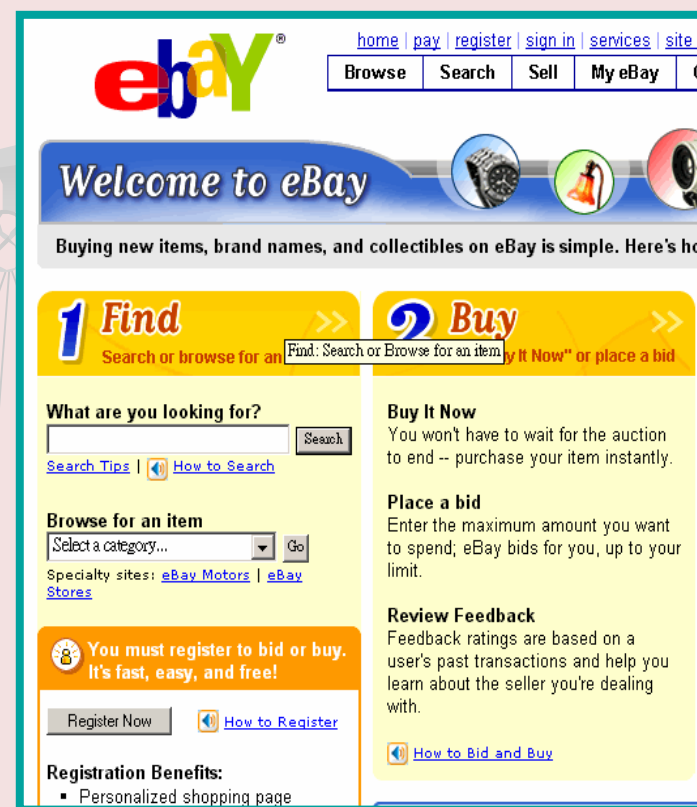 ebaY®
home | pay | register | sign in | services | site
Browse Search Sell My eBay
Welcome to eBay
Buying new items, brand names, and collectibles on eBay is simple. Here's
1 Find
Search or browse for an
Find: Search or Browse for an item
What are you looking for?
Search
Search Tips | How to Search
Browse for an item
Select a category... Go
Specialty sites: eBay Motors | eBay
Stores
You must register to bid or buy.
It's fast, easy, and free!
Register Now How to Register
Registration Benefits:
▪ Personalized shopping page
2 Buy
y It Now" or place a bid
Buy It Now
You won't have to wait for the auction
to end -- purchase your item instantly.
Place a bid
Enter the maximum amount you want
to spend; eBay bids for you, up to your
limit.
Review Feedback
Feedback ratings are based on a
user's past transactions and help you
learn about the seller you're dealing
with.
How to Bid and Buy